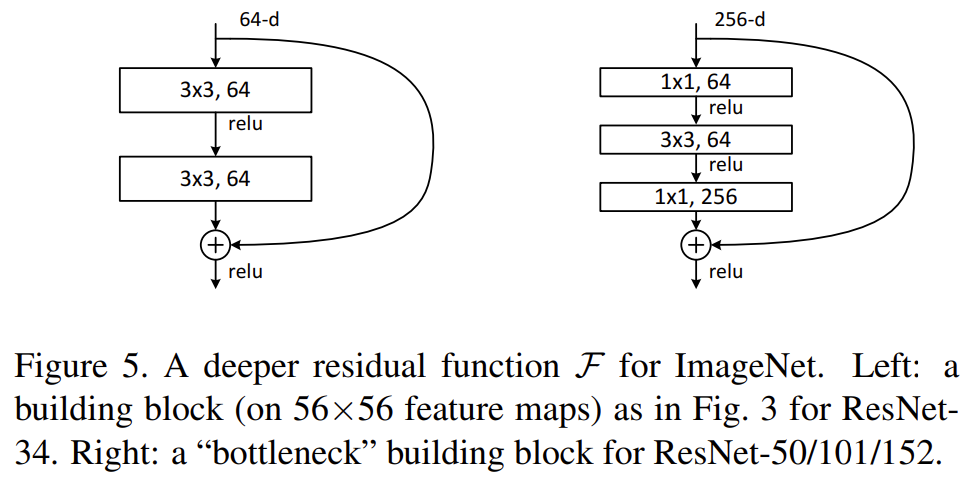 64-d
3x3, 64
relu
3x3, 64
+
relu
256-d
1x1, 64
relu
3x3, 64
relu
1x1, 256
+
relu
Figure 5. A deeper residual function F for ImageNet. Left: a
building block (on 56×56 feature maps) as in Fig. 3 for ResNet-
34. Right: a “bottleneck” building block for ResNet-50/101/152.